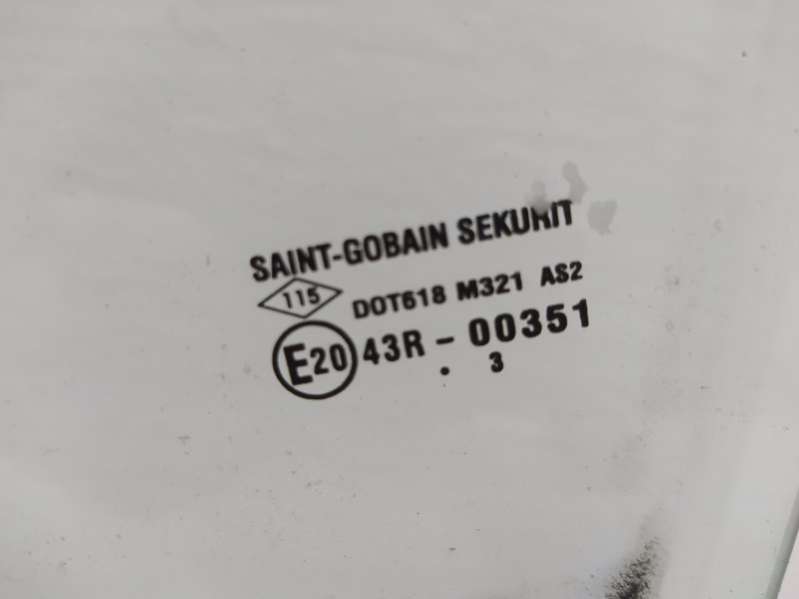 SAINT-GOBAIN SEKURIT
115 DOT618 M321 AS2
E20 43R - 00351
. 3